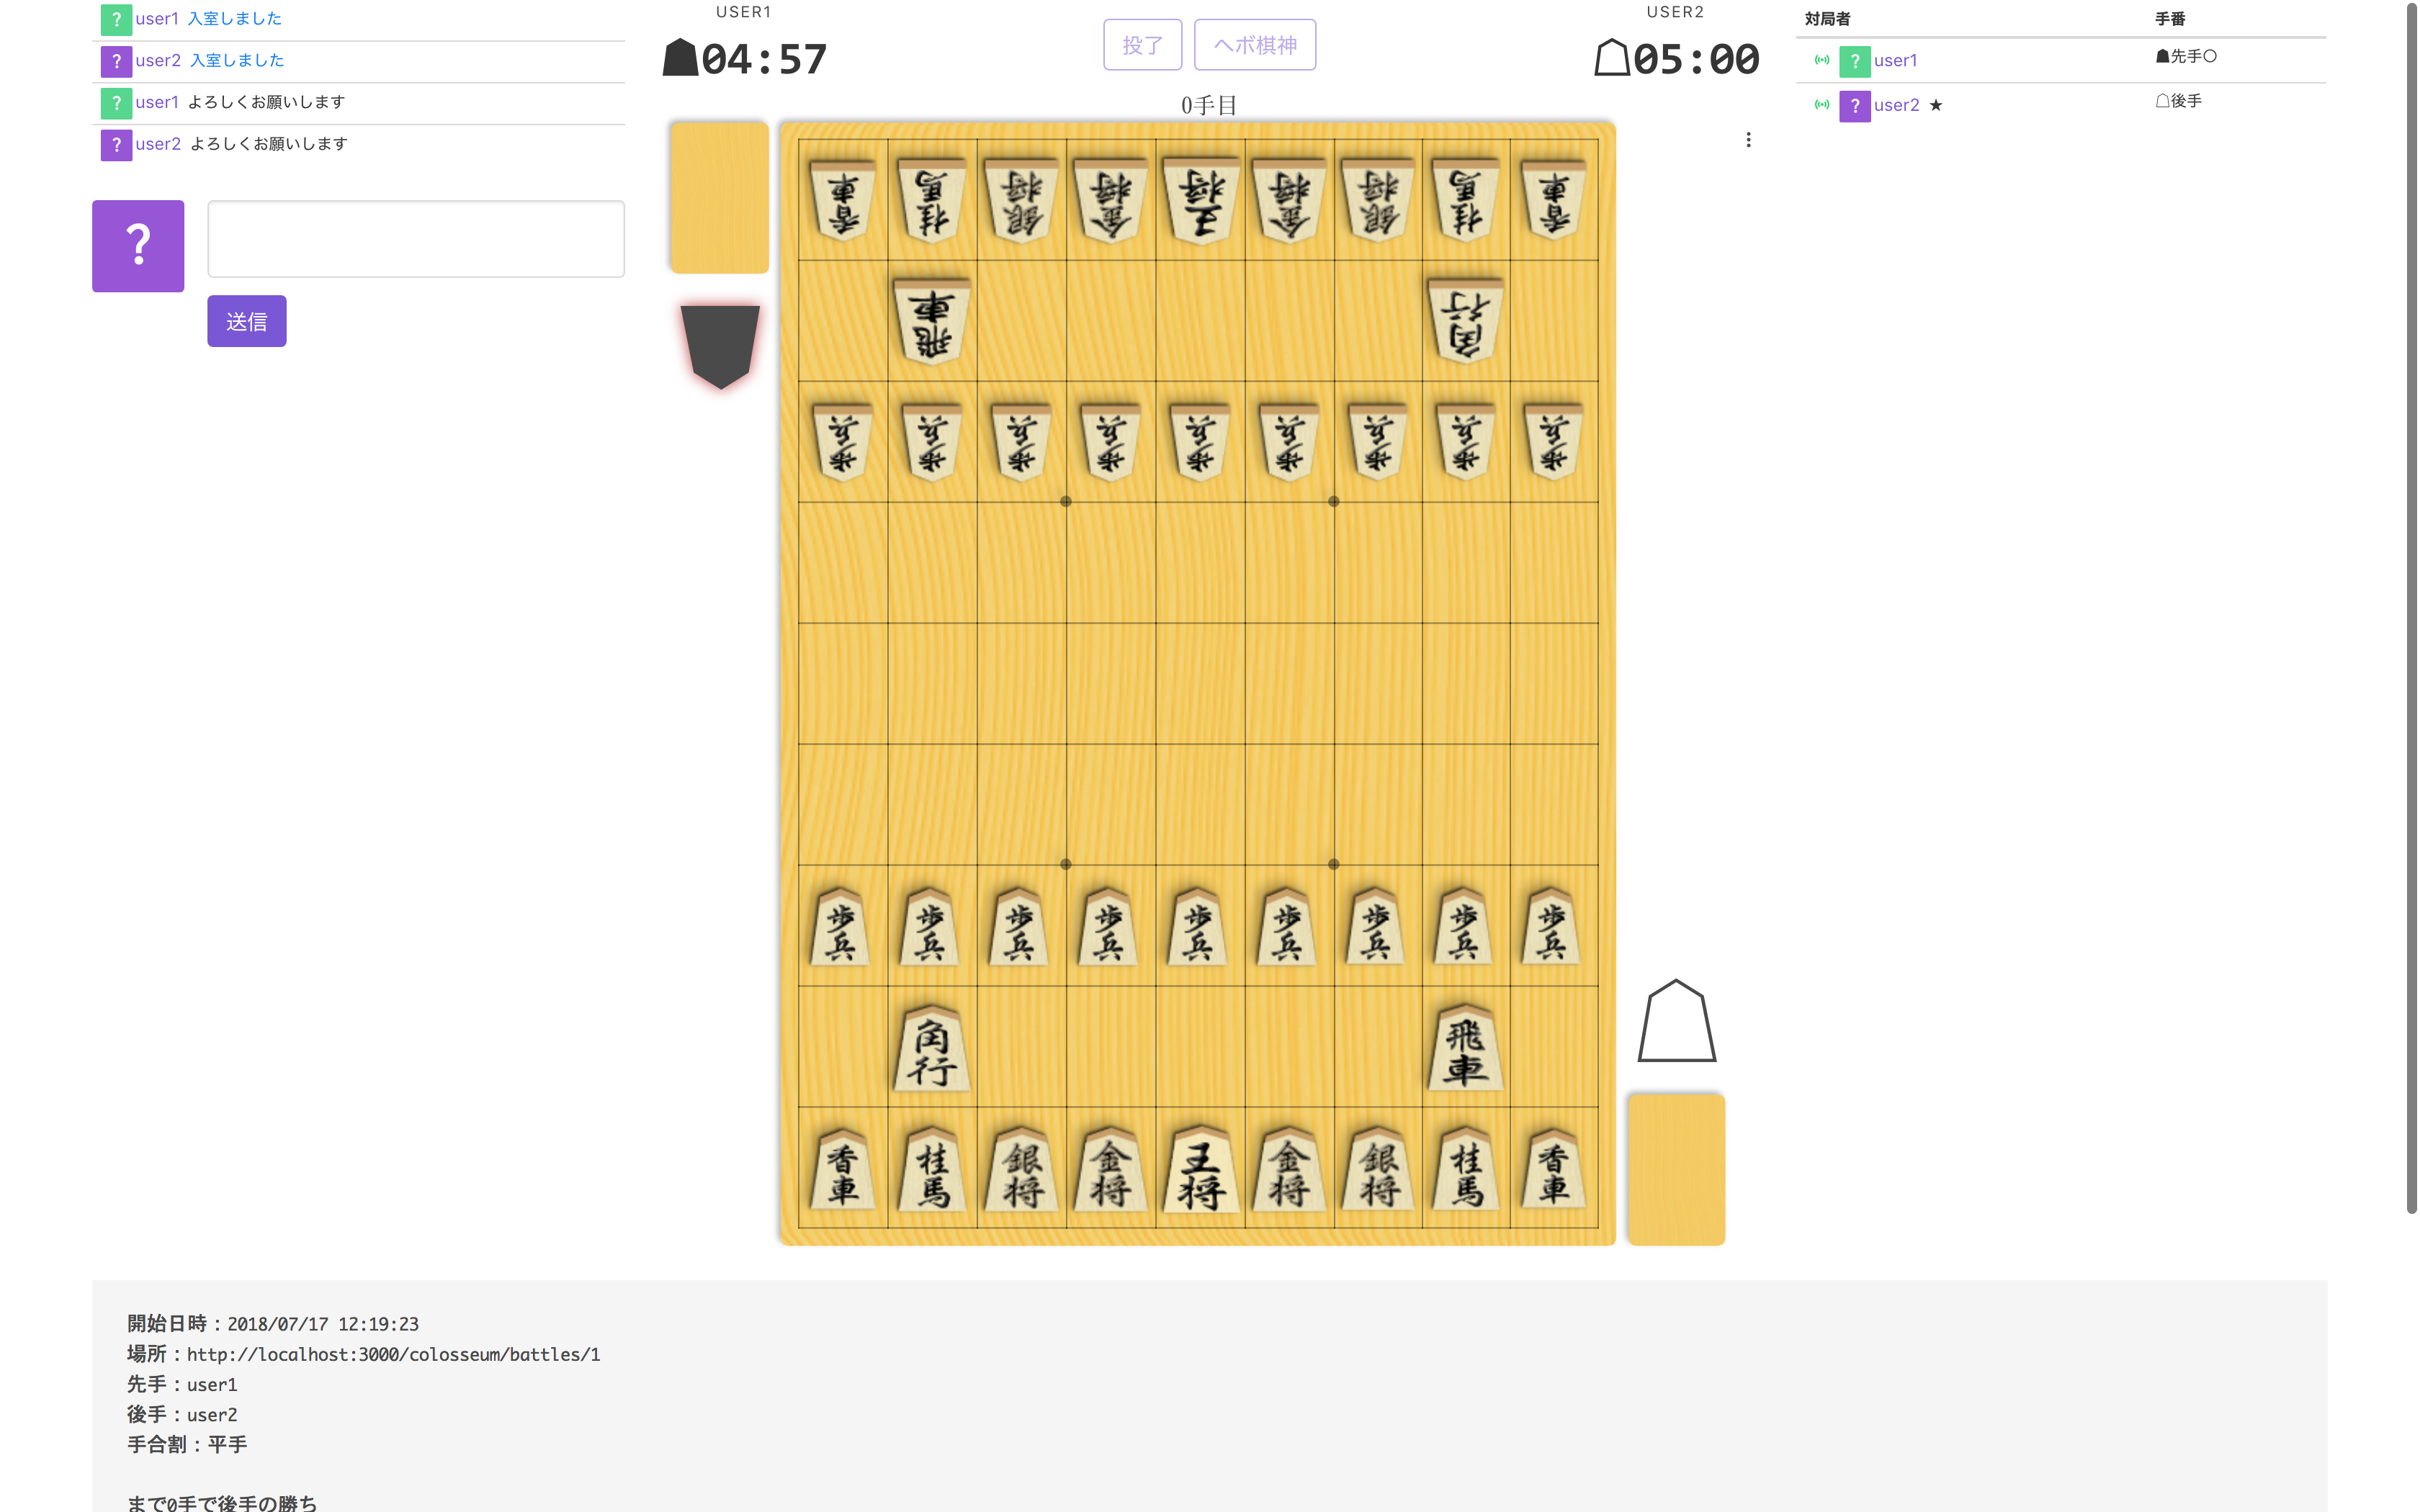 ? user1 入室しました
? user2 入室しました
? user1 よろしくお願いします
? user2 よろしくお願いします
?
送信
USER1
04:57
投了
ヘボ棋神
USER2
05:00
0手目
香車 桂馬 銀将 金将 王将 金将 銀将 桂馬 香車
飛車 角行
歩兵 歩兵 歩兵 歩兵 歩兵 歩兵 歩兵 歩兵 歩兵
歩兵 歩兵 歩兵 歩兵 歩兵 歩兵 歩兵 歩兵 歩兵
角行 飛車
香車 桂馬 銀将 金将 王将 金将 銀将 桂馬 香車
対局者 手番
? user1 ☗先手○
? user2 ★ ☖後手
開始日時：2018/07/17 12:19:23
場所：http://localhost:3000/colosseum/battles/1
先手：user1
後手：user2
手合割：平手
まで0手で後手の勝ち